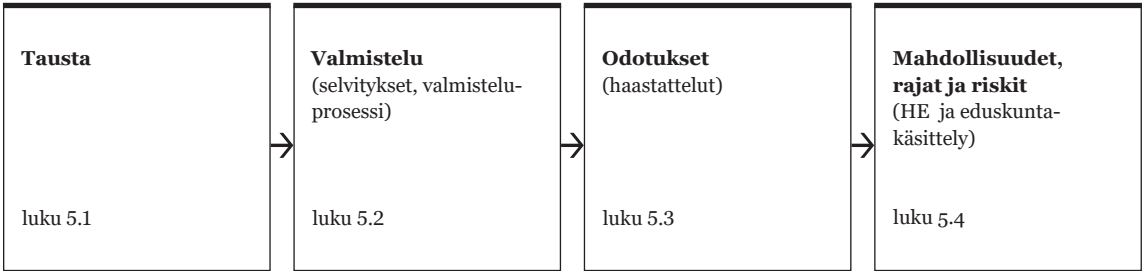 Tausta
luku 5.1
Valmistelu
(selvitykset, valmistelu-
prosessi)
luku 5.2
Odotukset
(haastattelut)
luku 5.3
Mahdollisuudet,
rajat ja riskit
(HE ja eduskunta-
käsittely)
luku 5.4